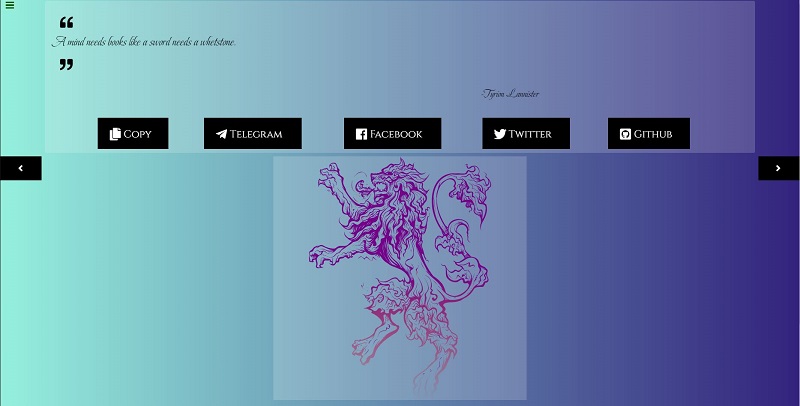 “
A mind needs books like a sword needs a whetstone.
”
-Tyrion Lannister
Copy
Telegram
Facebook
Twitter
Github